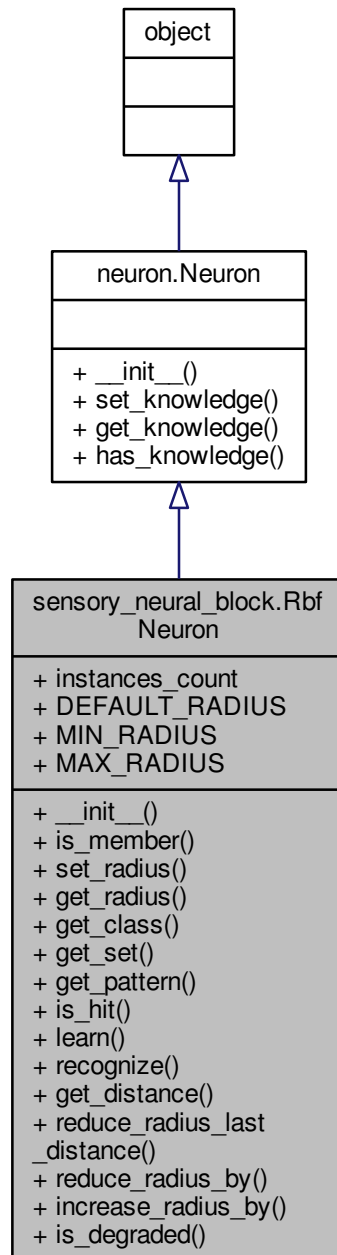 object
neuron.Neuron
+ __init__()
+ set_knowledge()
+ get_knowledge()
+ has_knowledge()
sensory_neural_block.Rbf
Neuron
+ instances_count
+ DEFAULT_RADIUS
+ MIN_RADIUS
+ MAX_RADIUS
+ __init__()
+ is_member()
+ set_radius()
+ get_radius()
+ get_class()
+ get_set()
+ get_pattern()
+ is_hit()
+ learn()
+ recognize()
+ get_distance()
+ reduce_radius_last
_distance()
+ reduce_radius_by()
+ increase_radius_by()
+ is_degraded()